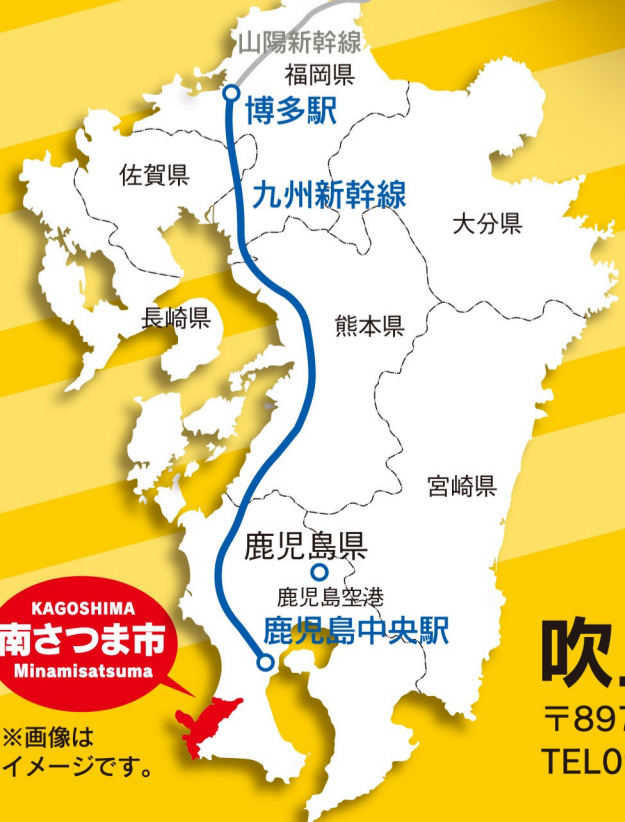 山陽新幹線
福岡県
博多駅
佐賀県
九州新幹線
大分県
長崎県
熊本県
宮崎県
鹿児島県
鹿児島空港
鹿児島中央駅
KAGOSHIMA
南さつま市
Minamisatsuma
※画像は
イメージです。
吹
〒897
TEL0